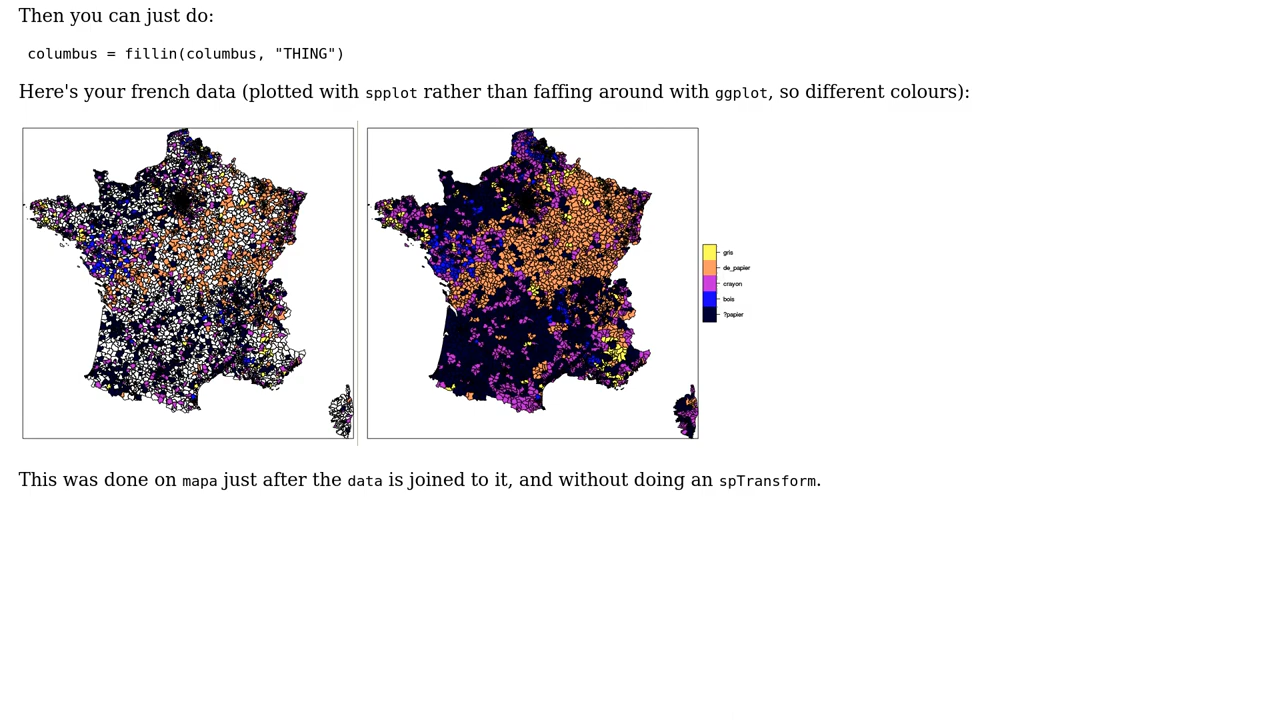 Then you can just do:
columbus = fillin(columbus, "THING")
Here's your french data (plotted with spplot rather than faffing around with ggplot, so different colours):
gris
de_papier
crayon
bois
?papier
This was done on mapa just after the data is joined to it, and without doing an spTransform.